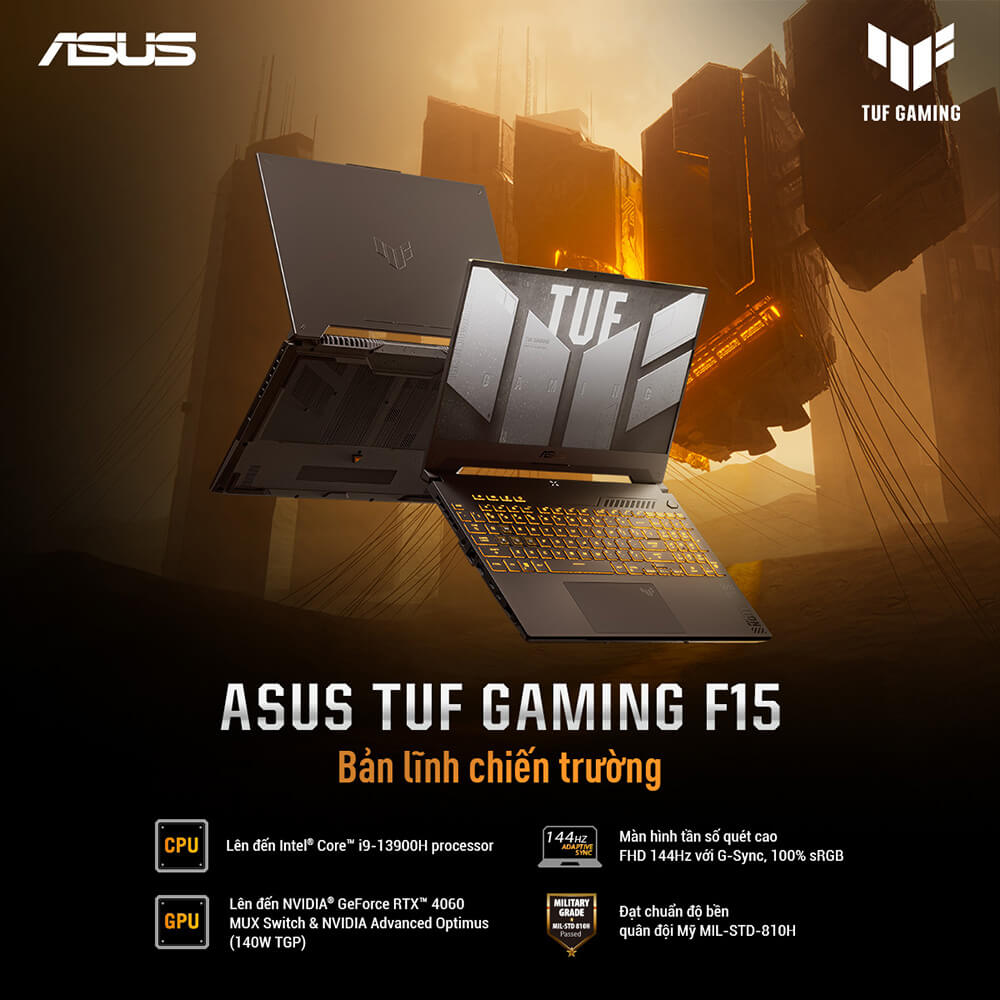 ASUS
TUF GAMING
TUF
GAMING
ASUS
ASUS TUF GAMING F15
Bản lĩnh chiến trường
CPU
Lên đến Intel® Core™ i9-13900H processor
GPU
Lên đến NVIDIA® GeForce RTX™ 4060
MUX Switch & NVIDIA Advanced Optimus
(140W TGP)
144HZ
ADAPTIVE
SYNC
Màn hình tần số quét cao
FHD 144Hz với G-Sync, 100% sRGB
MILITARY
GRADE
MIL-STD 810H
Passed
Đạt chuẩn độ bền
quân đội Mỹ MIL-STD-810H